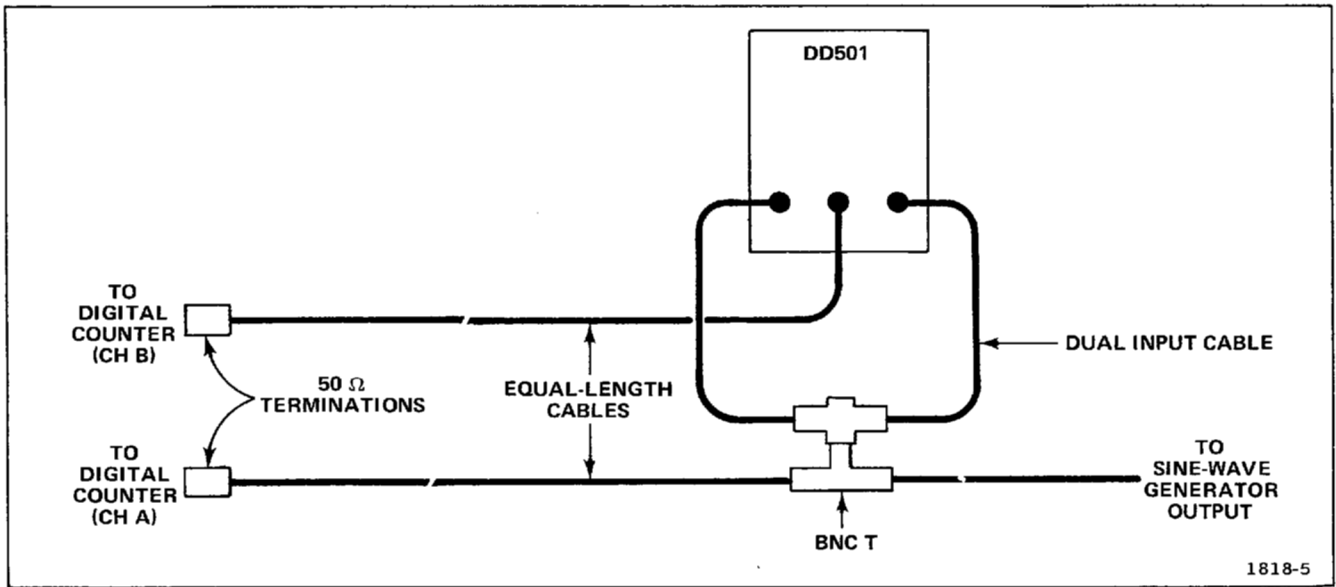 DD501
TO
DIGITAL
COUNTER
(CH B)
50 Ω
TERMINATIONS
EQUAL-LENGTH
CABLES
DUAL INPUT CABLE
TO
DIGITAL
COUNTER
(CH A)
TO
SINE-WAVE
GENERATOR
OUTPUT
BNC T
1818-5